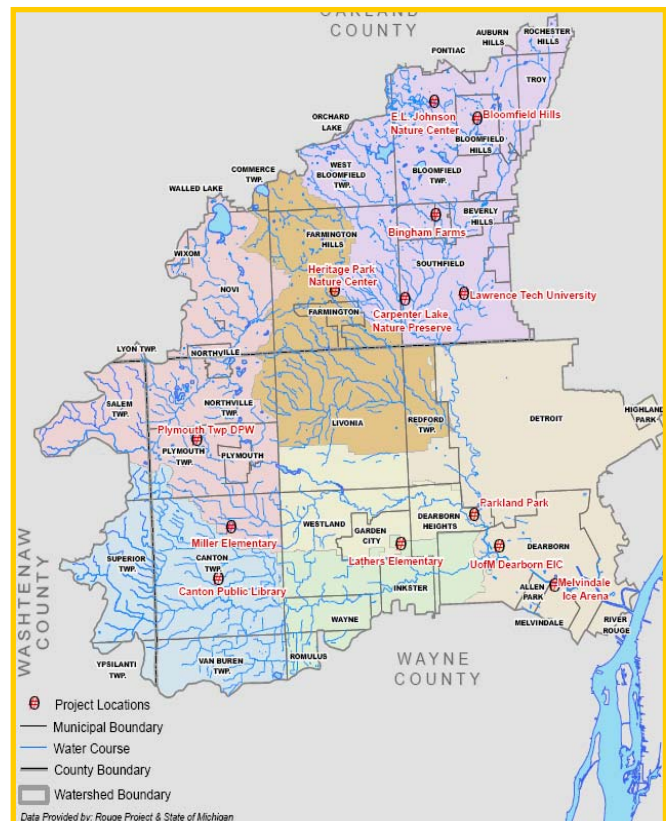 OAKLAND
COUNTY
AUBURN
HILLS
ROCHESTER
HILLS
PONTIAC
TROY
E.L. Johnson
Nature Center
Bloomfield Hills
ORCHARD
LAKE
BLOOMFIELD
HILLS
WEST
BLOOMFIELD
TWP.
BLOOMFIELD
TWP.
COMMERCE
TWP.
WALLED LAKE
BEVERLY
HILLS
Bingham Farms
FARMINGTON
HILLS
WIXOM
SOUTHFIELD
Heritage Park
Nature Center
NOVI
Lawrence Tech University
FARMINGTON
Carpenter Lake
Nature Preserve
LYON TWP.
NORTHVILLE
SALEM
TWP.
NORTHVILLE
TWP.
DETROIT
HIGHLAND
PARK
LIVONIA
REDFORD
TWP.
Plymouth Twp DPW
PLYMOUTH
TWP.
PLYMOUTH
Parkland Park
WESTLAND
GARDEN
CITY
DEARBORN
HEIGHTS
Miller Elementary
DEARBORN
Lathers Elementary
UofM Dearborn EIC
SUPERIOR
TWP.
CANTON
TWP.
Canton Public Library
INKSTER
ALLEN
PARK
Melvindale
Ice Arena
WASHTENAW
COUNTY
WAYNE
MELVINDALE
RIVER
ROUGE
YPSILANTI
TWP.
VAN BUREN
TWP.
ROMULUS
WAYNE
COUNTY
Project Locations
Municipal Boundary
Water Course
County Boundary
Watershed Boundary
Data Provided by: Rouge Project & State of Michigan